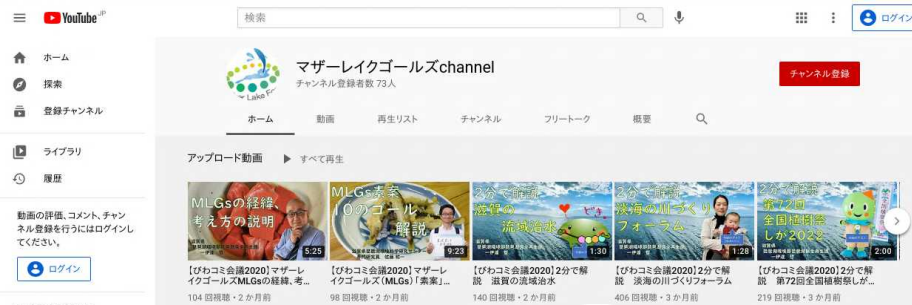 YouTube JP
検索
ログイン
ホーム
探索
登録チャンネル
ライブラリ
履歴
動画の評価、コメント、チャン
ネル登録を行うにはログインし
てください。
ログイン
マザーレイクゴールズchannel
チャンネル登録者数 73人
チャンネル登録
ホーム 動画 再生リスト チャンネル フリートーク 概要
アップロード動画 すべて再生
MLGsの経緯、
考え方の説明
5:25
【びわコミ会議2020】マザーレ
イクゴールズMLGsの経緯、考...
104 回視聴・2 か月前
MLGs素案
10のゴール
解説
9:23
【びわコミ会議2020】マザーレ
イクゴールズ(MLGs)「素案」...
98 回視聴・2 か月前
2分で解説
滋賀の
流域治水
1:30
【びわコミ会議2020】2分で解
説 滋賀の流域治水
140 回視聴・2 か月前
2分で解説
淡海の川づくり
フォーラム
1:28
【びわコミ会議2020】2分で解
説 淡海の川づくりフォーラム
406 回視聴・3 か月前
2分で解説
第72回
全国植樹祭
しが2022
2:00
【びわコミ会議2020】2分で解
説 第72回全国植樹祭しが...
219 回視聴・3 か月前